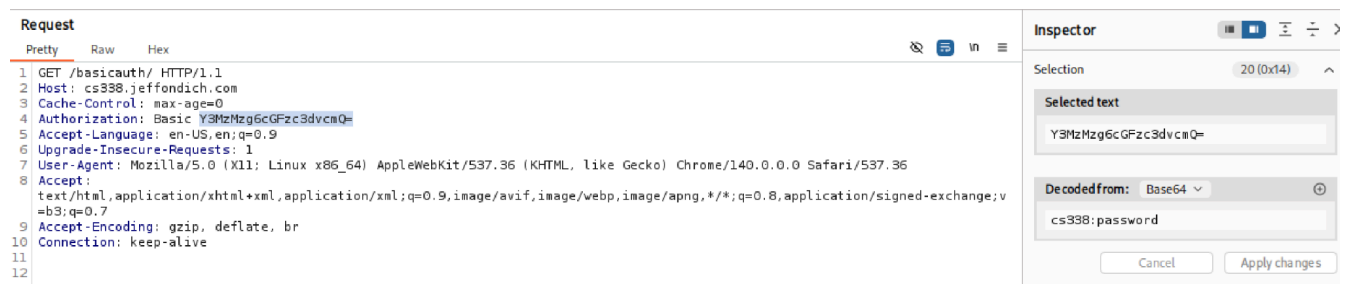 Request
Pretty Raw Hex
\n
1 GET /basicauth/ HTTP/1.1
2 Host: cs338.jeffondich.com
3 Cache-Control: max-age=0
4 Authorization: Basic Y3MzMzg6cGFzc3dvcmQ=
5 Accept-Language: en-US,en;q=0.9
6 Upgrade-Insecure-Requests: 1
7 User-Agent: Mozilla/5.0 (X11; Linux x86_64) AppleWebKit/537.36 (KHTML, like Gecko) Chrome/140.0.0.0 Safari/537.36
8 Accept:
text/html,application/xhtml+xml,application/xml;q=0.9,image/avif,image/webp,image/apng,*/*;q=0.8,application/signed-exchange;v
=b3;q=0.7
9 Accept-Encoding: gzip, deflate, br
10 Connection: keep-alive
11
12
Inspector
Selection 20 (0x14)
Selected text
Y3MzMzg6cGFzc3dvcmQ=
Decoded from: Base64
cs338:password
Cancel Apply changes